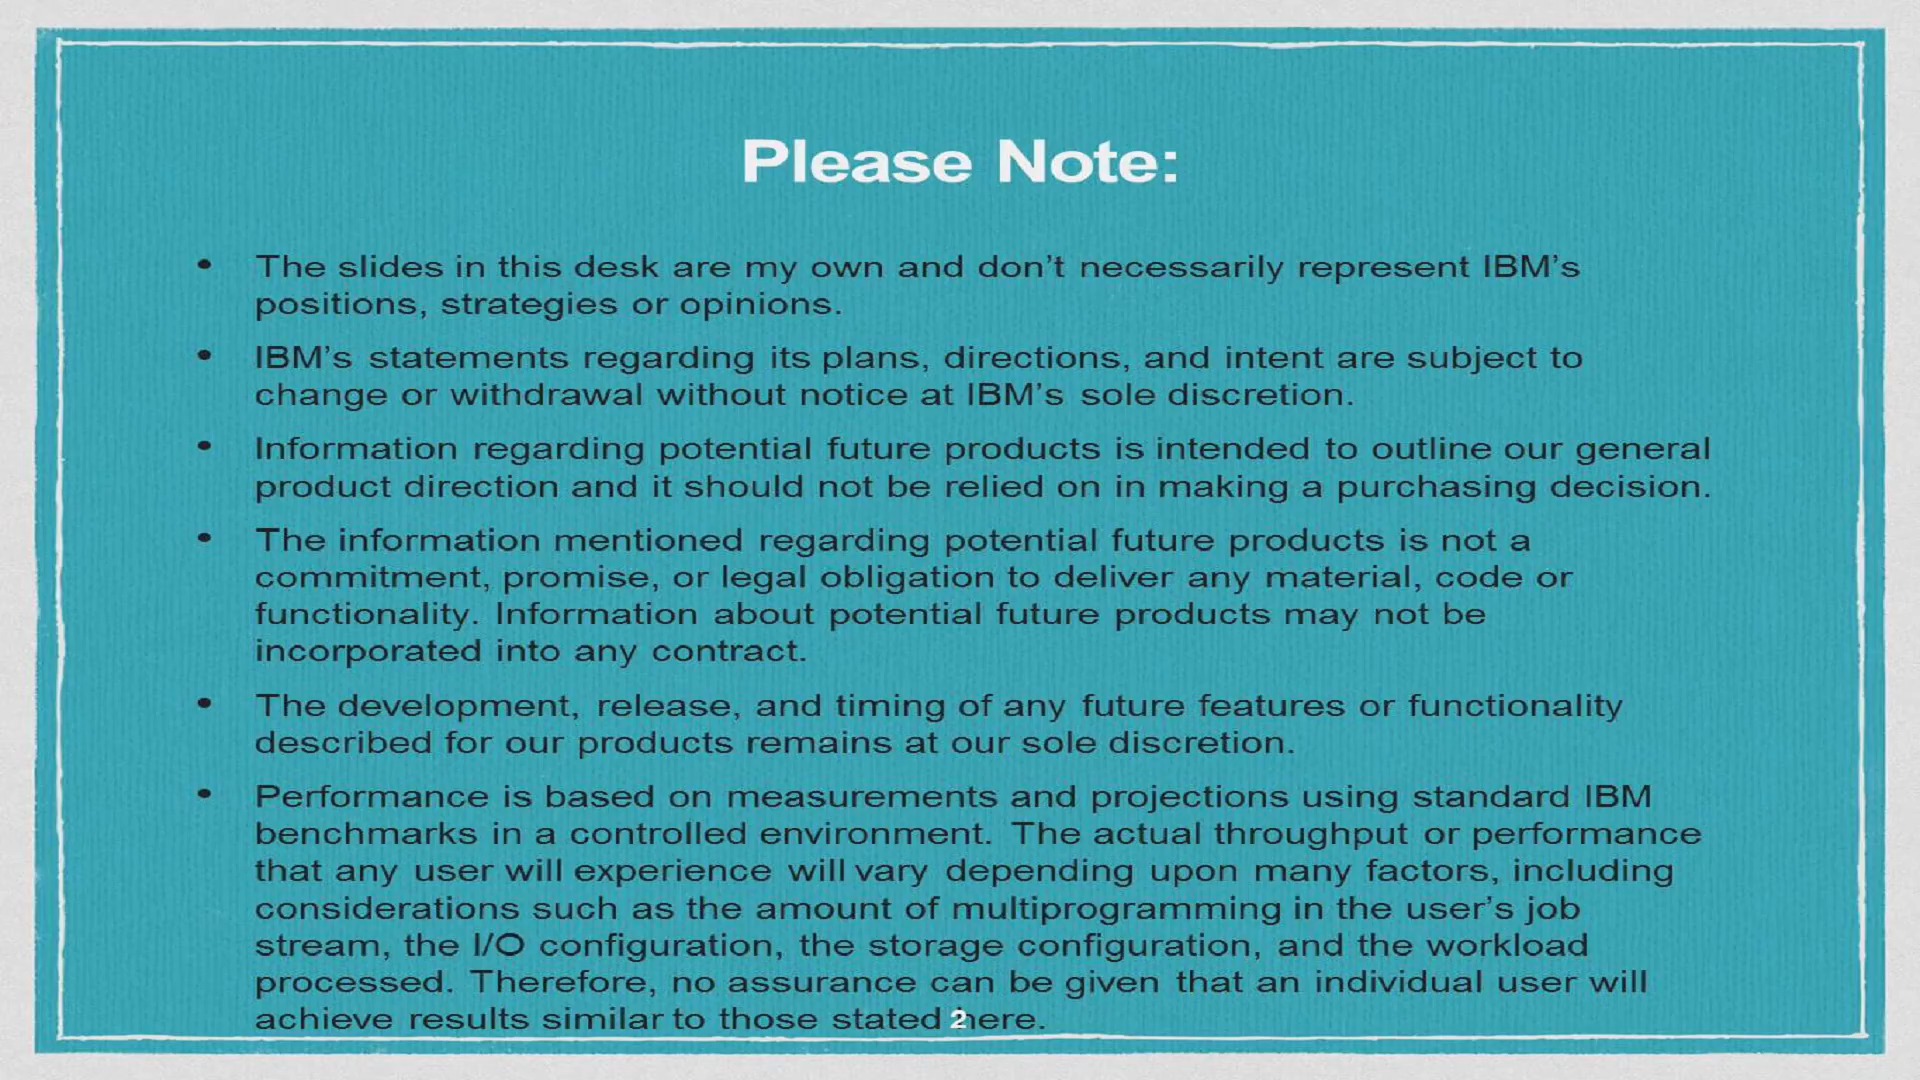 Please Note:
• The slides in this desk are my own and don't necessarily represent IBM's
positions, strategies or opinions.
• IBM's statements regarding its plans, directions, and intent are subject to
change or withdrawal without notice at IBM's sole discretion.
• Information regarding potential future products is intended to outline our general
product direction and it should not be relied on in making a purchasing decision.
• The information mentioned regarding potential future products is not a
commitment, promise, or legal obligation to deliver any material, code or
functionality. Information about potential future products may not be
incorporated into any contract.
• The development, release, and timing of any future features or functionality
described for our products remains at our sole discretion.
• Performance is based on measurements and projections using standard IBM
benchmarks in a controlled environment. The actual throughput or performance
that any user will experience will vary depending upon many factors, including
considerations such as the amount of multiprogramming in the user's job
stream, the I/O configuration, the storage configuration, and the workload
processed. Therefore, no assurance can be given that an individual user will
achieve results similar to those stated here.
2